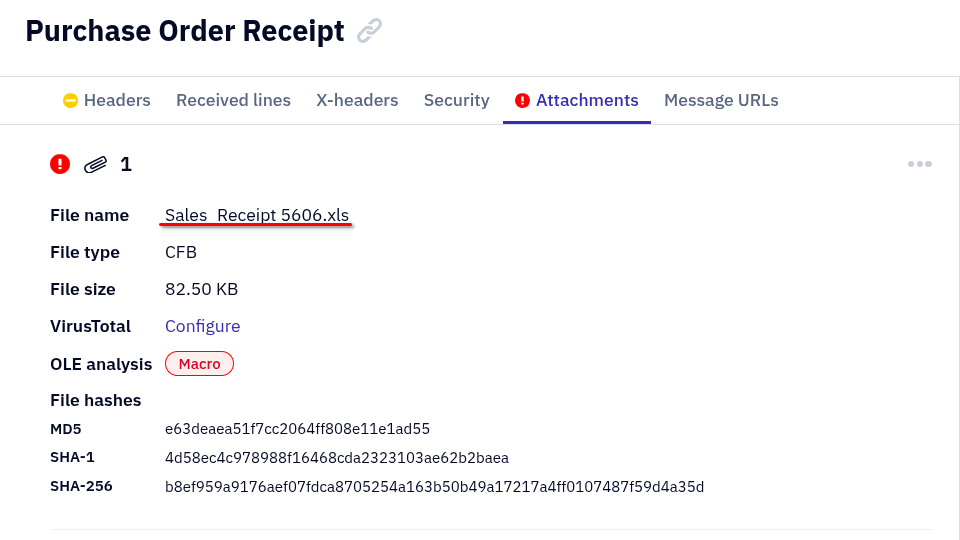 Purchase Order Receipt
Headers Received lines X-headers Security Attachments Message URLs
1
File name Sales_Receipt 5606.xls
File type CFB
File size 82.50 KB
VirusTotal Configure
OLE analysis Macro
File hashes
MD5 e63deaea51f7cc2064ff808e11e1ad55
SHA-1 4d58ec4c978988f16468cda2323103ae62b2baea
SHA-256 b8ef959a9176aef07fdca8705254a163b50b49a17217a4ff0107487f59d4a35d